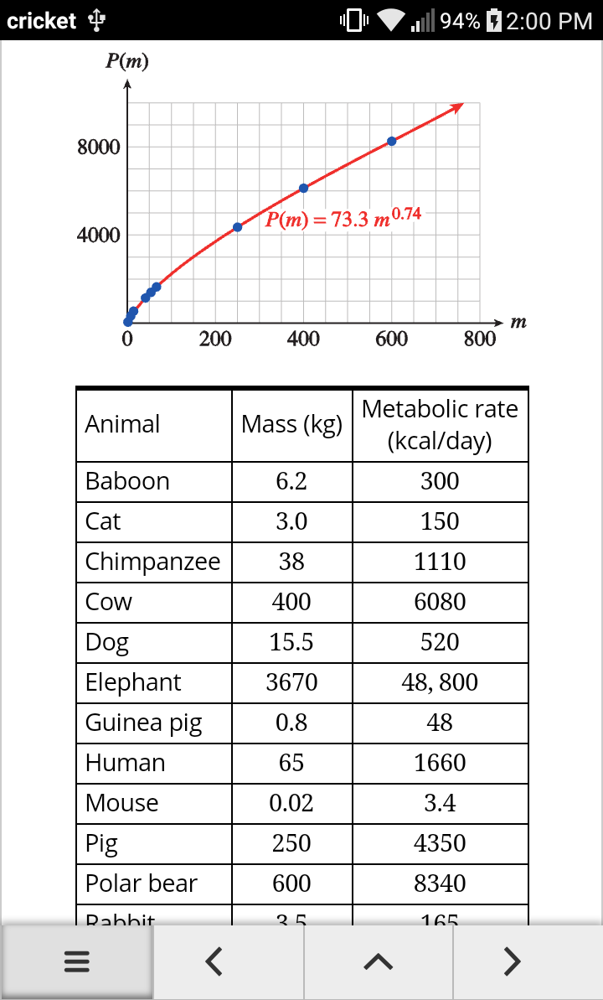 cricket 94% 2:00 PM
P(m)
8000
P(m) = 73.3 m^0.74
4000
m
0 200 400 600 800
Animal Mass (kg) Metabolic rate (kcal/day)
Baboon 6.2 300
Cat 3.0 150
Chimpanzee 38 1110
Cow 400 6080
Dog 15.5 520
Elephant 3670 48, 800
Guinea pig 0.8 48
Human 65 1660
Mouse 0.02 3.4
Pig 250 4350
Polar bear 600 8340
Rabbit 3.5 165